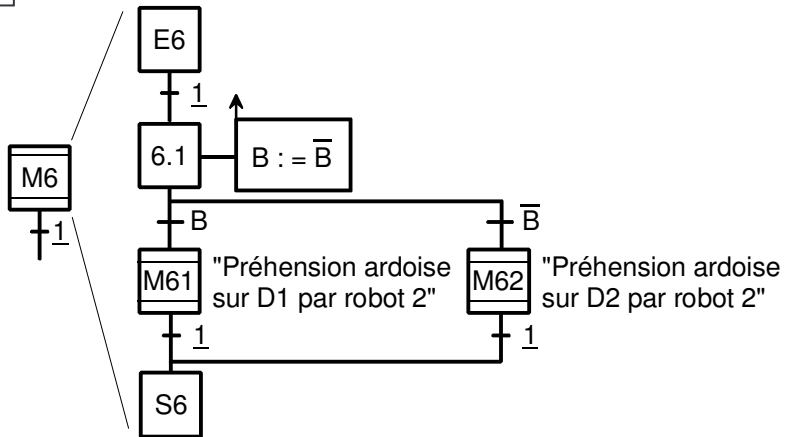 E6
1
6.1
B : = B̅
M6
1
B
B̅
M61
"Préhension ardoise
sur D1 par robot 2"
M62
"Préhension ardoise
sur D2 par robot 2"
1
1
S6